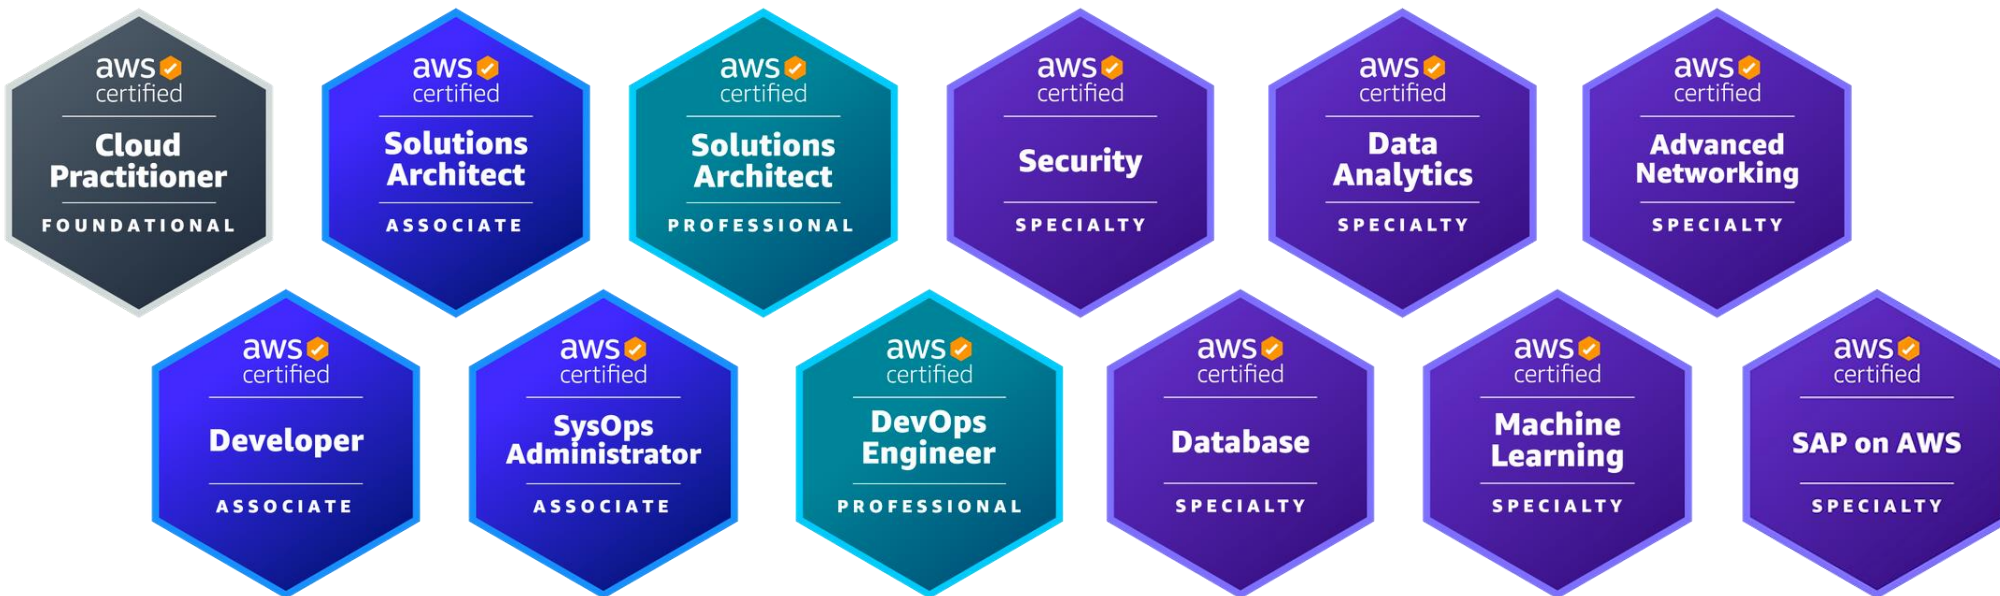 aws
certified
Cloud
Practitioner
FOUNDATIONAL
aws
certified
Solutions
Architect
ASSOCIATE
aws
certified
Solutions
Architect
PROFESSIONAL
aws
certified
Security
SPECIALTY
aws
certified
Data
Analytics
SPECIALTY
aws
certified
Advanced
Networking
SPECIALTY
aws
certified
Developer
ASSOCIATE
aws
certified
SysOps
Administrator
ASSOCIATE
aws
certified
DevOps
Engineer
PROFESSIONAL
aws
certified
Database
SPECIALTY
aws
certified
Machine
Learning
SPECIALTY
aws
certified
SAP on AWS
SPECIALTY